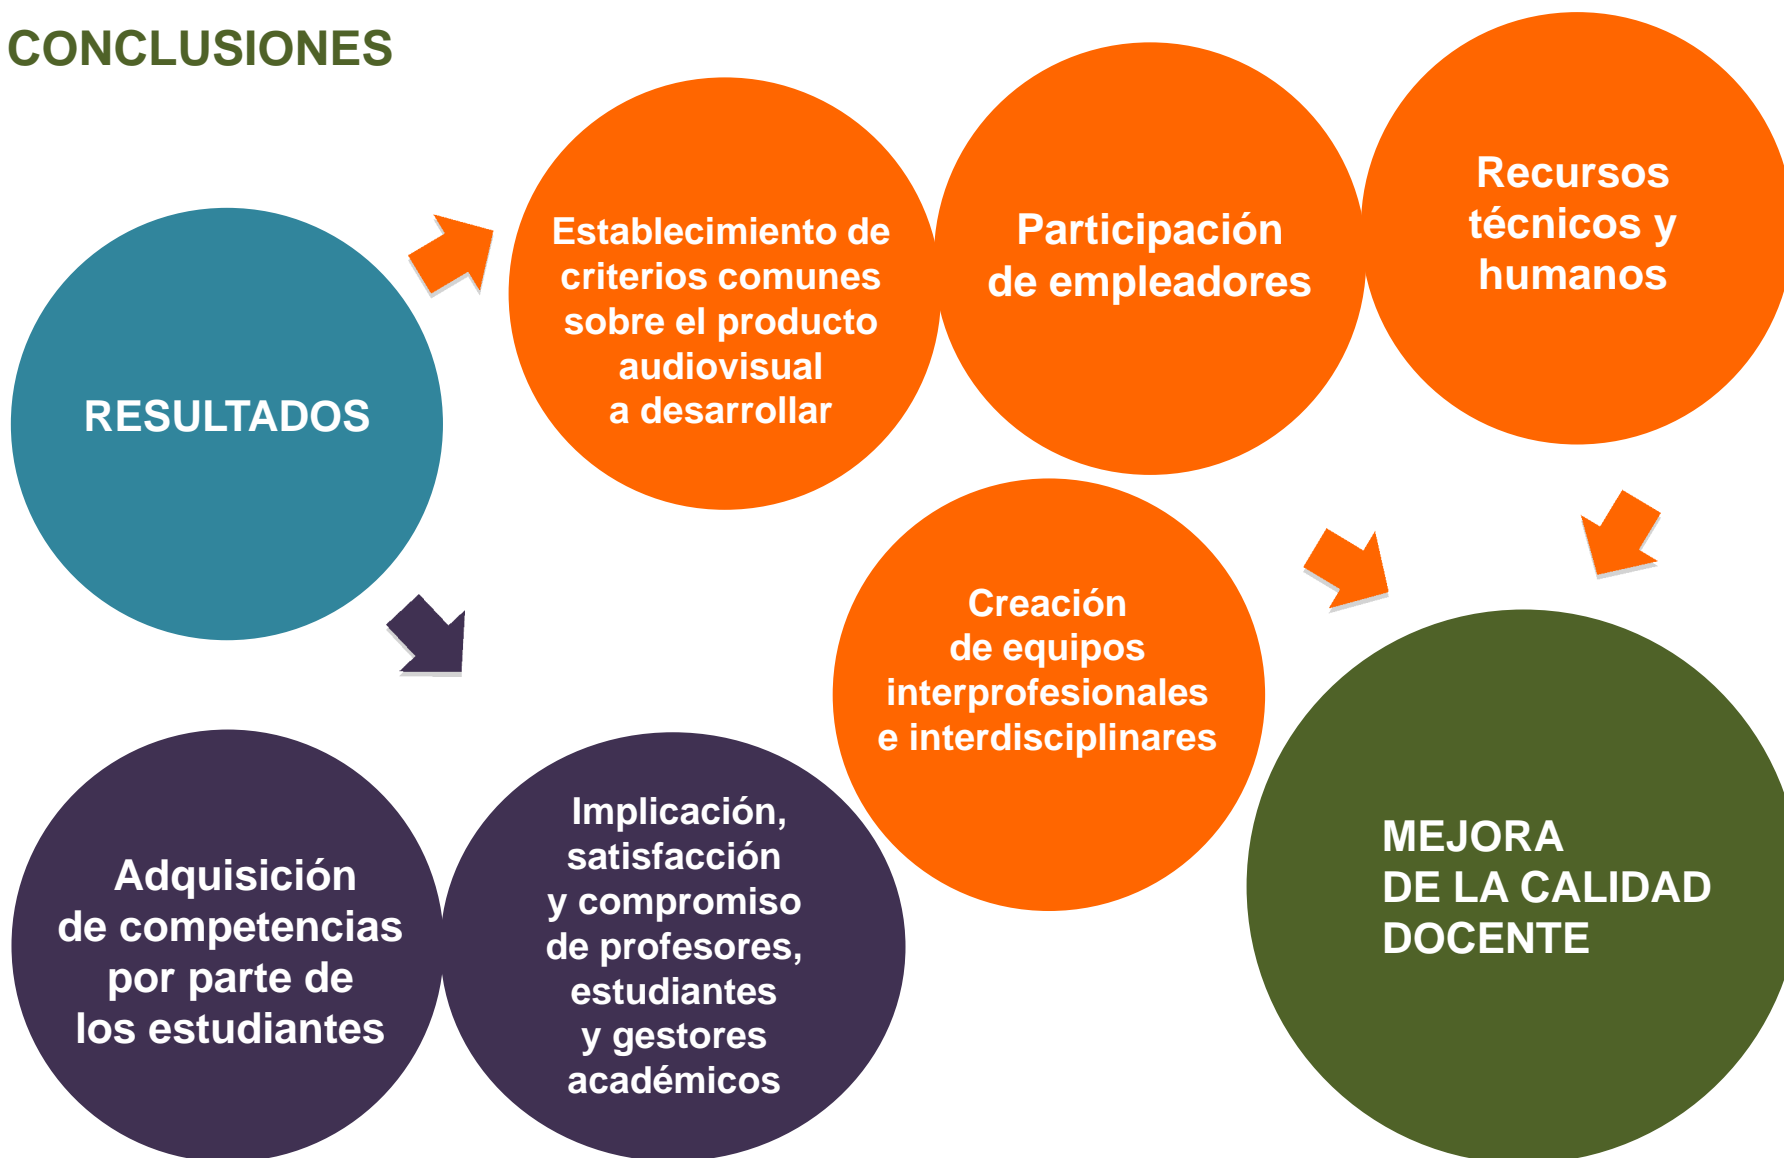 CONCLUSIONES
RESULTADOS
Establecimiento de
criterios comunes
sobre el producto
audiovisual
a desarrollar
Participación
de empleadores
Recursos
técnicos y
humanos
Creación
de equipos
interprofesionales
e interdisciplinares
Adquisición
de competencias
por parte de
los estudiantes
Implicación,
satisfacción
y compromiso
de profesores,
estudiantes
y gestores
académicos
MEJORA
DE LA CALIDAD
DOCENTE